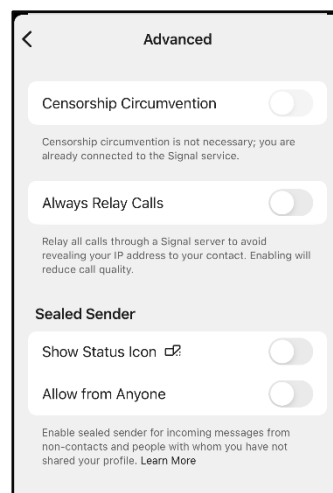 Advanced
Censorship Circumvention
Censorship circumvention is not necessary; you are
already connected to the Signal service.
Always Relay Calls
Relay all calls through a Signal server to avoid
revealing your IP address to your contact. Enabling will
reduce call quality.
Sealed Sender
Show Status Icon
Allow from Anyone
Enable sealed sender for incoming messages from
non-contacts and people with whom you have not
shared your profile. Learn More